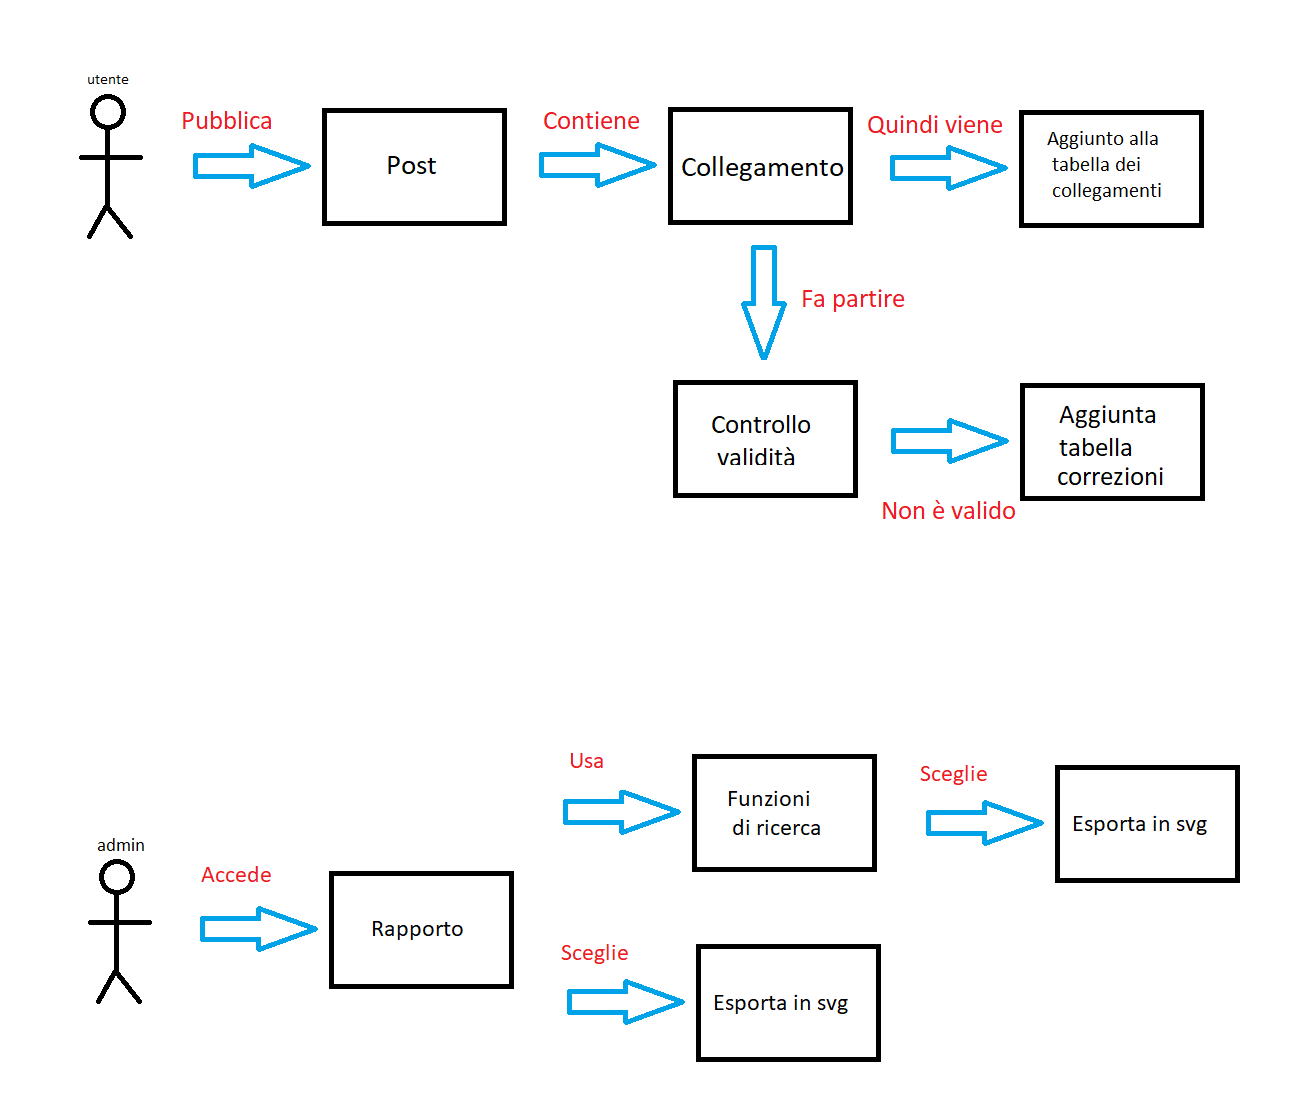 utente
Pubblica
Post
Contiene
Collegamento
Quindi viene
Aggiunto alla
tabella dei
collegamenti
Fa partire
Controllo
validità
Non è valido
Aggiunta
tabella
correzioni
admin
Accede
Rapporto
Usa
Funzioni
di ricerca
Sceglie
Esporta in svg
Sceglie
Esporta in svg